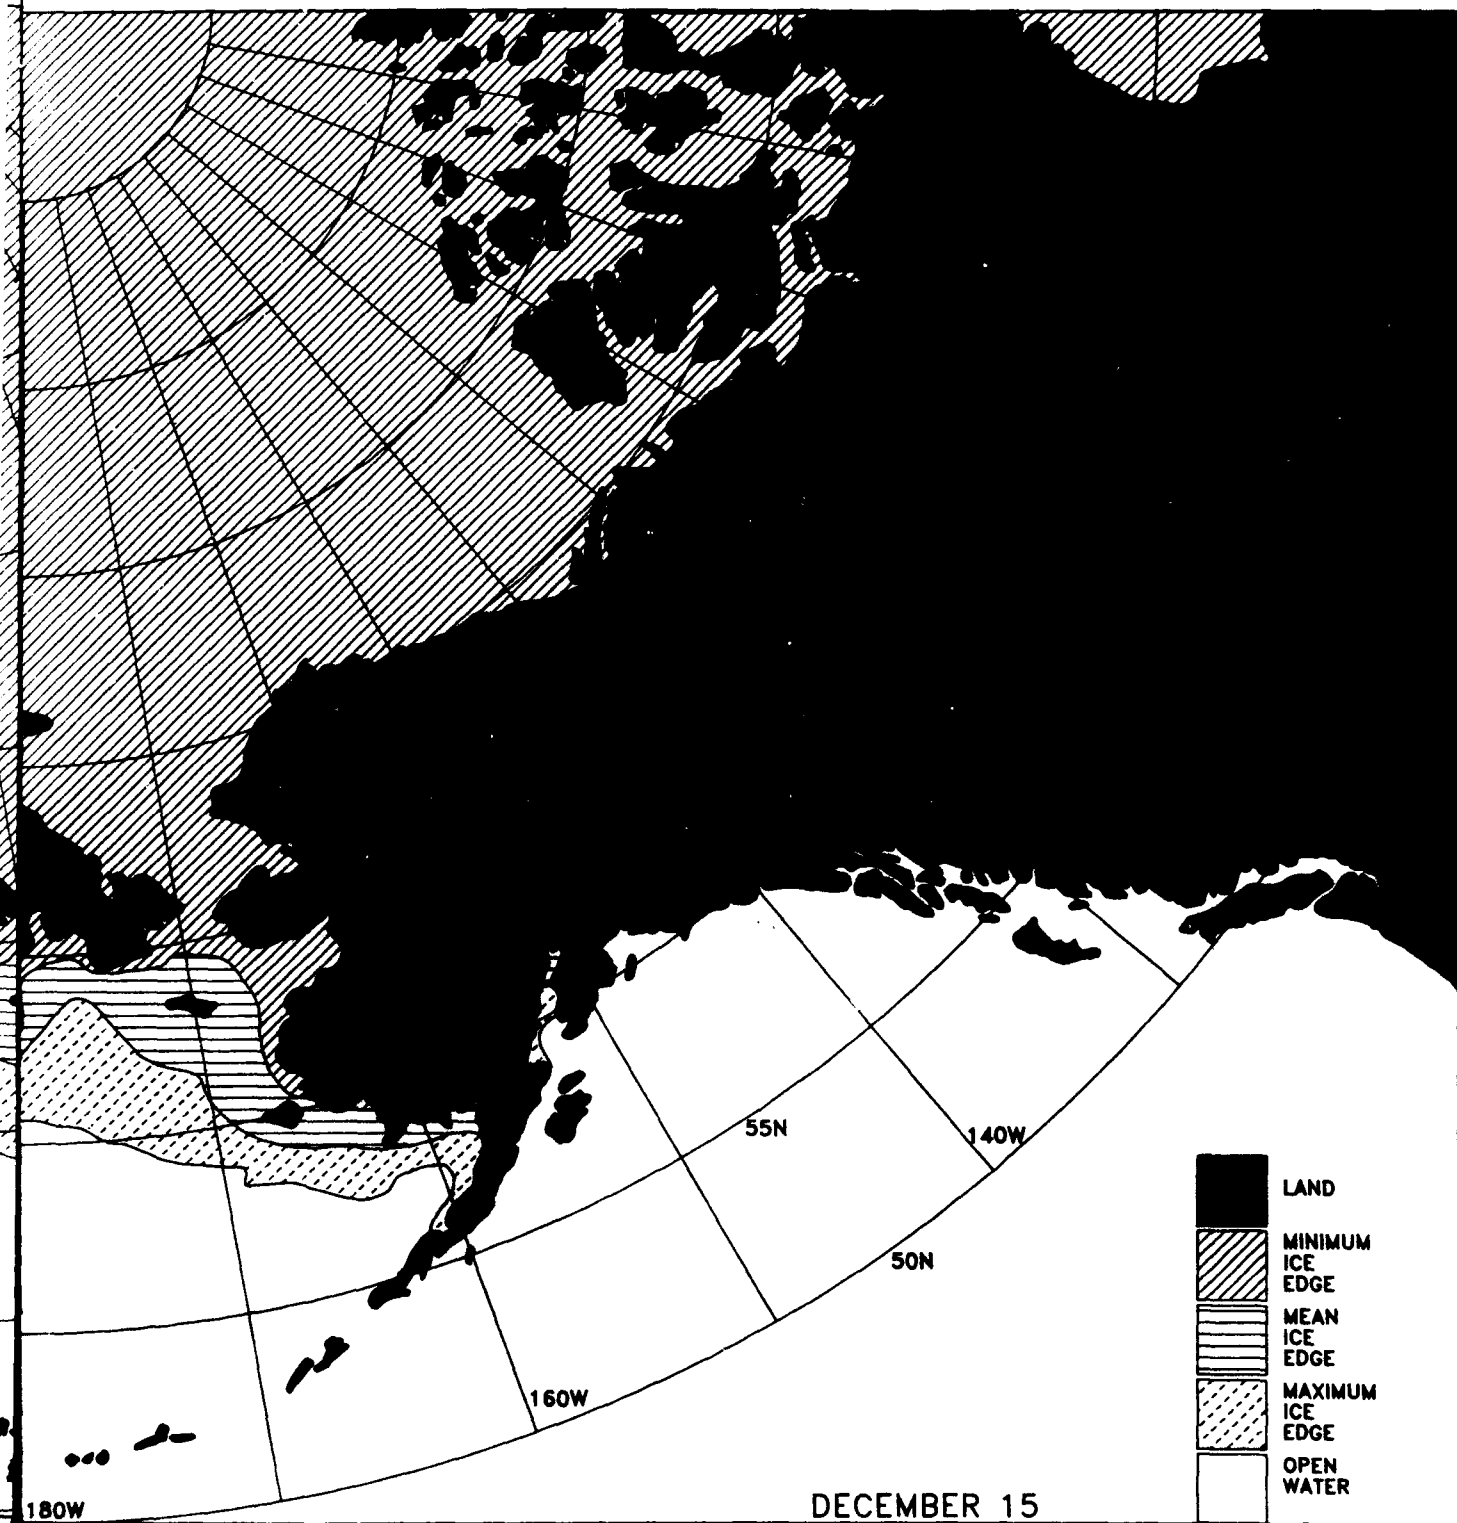 55N
140W
50N
160W
180W
LAND
MINIMUM
ICE
EDGE
MEAN
ICE
EDGE
MAXIMUM
ICE
EDGE
OPEN
WATER
DECEMBER 15